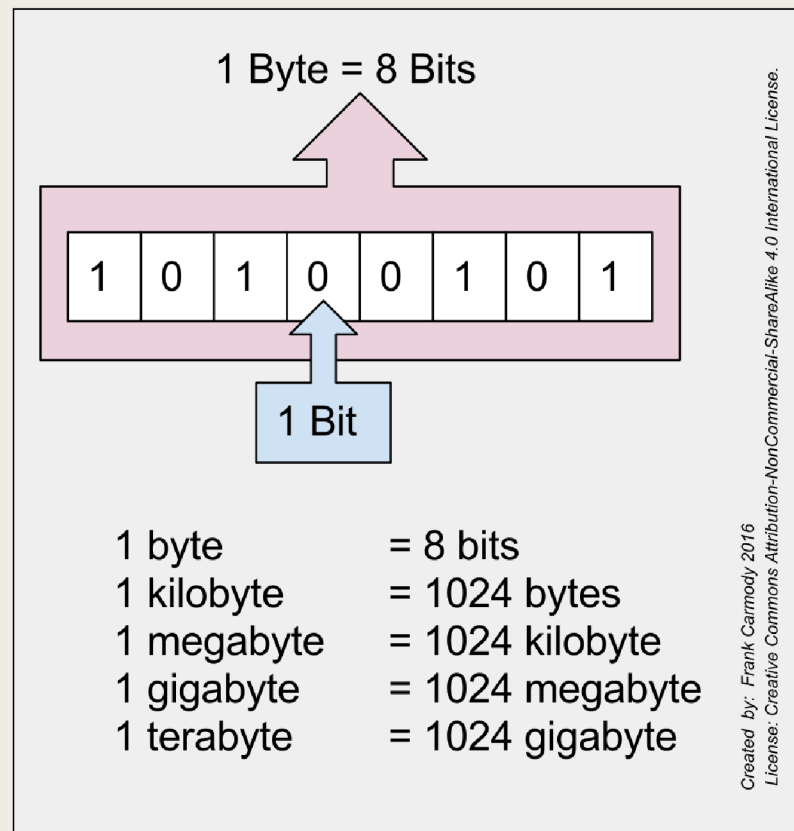 1 Byte = 8 Bits
1 0 1 0 0 1 0 1
1 Bit
1 byte = 8 bits
1 kilobyte = 1024 bytes
1 megabyte = 1024 kilobyte
1 gigabyte = 1024 megabyte
1 terabyte = 1024 gigabyte
Created by: Frank Carmody 2016
License: Creative Commons Attribution-NonCommercial-ShareAlike 4.0 International License.